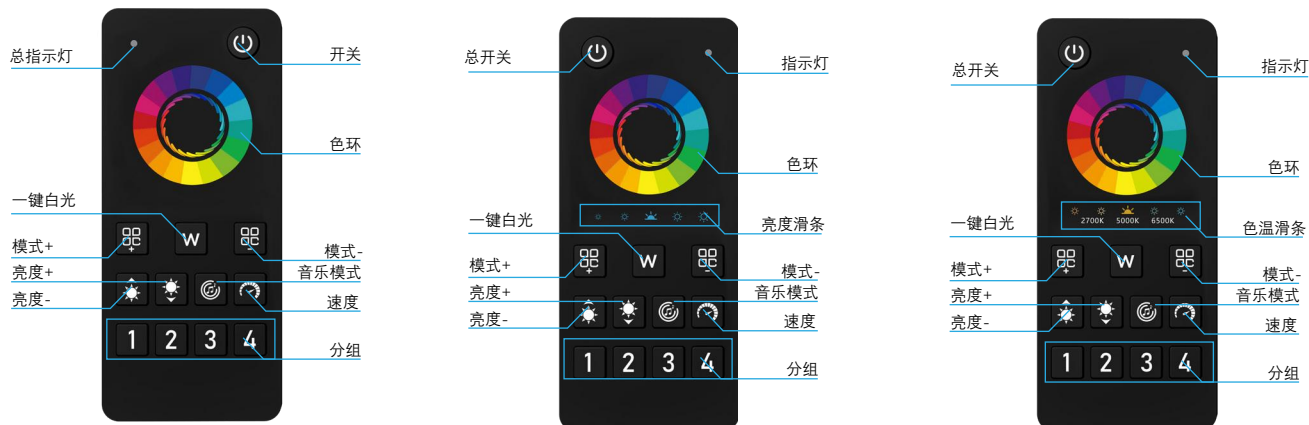 总指示灯
开关
色环
一键白光
W
模式+
模式-
亮度+
音乐模式
亮度-
速度
1 2 3 4
分组
总开关
指示灯
色环
亮度滑条
一键白光
W
模式+
模式-
亮度+
音乐模式
亮度-
速度
1 2 3 4
分组
总开关
指示灯
色环
2700K 5000K 6500K
色温滑条
一键白光
W
模式+
模式-
亮度+
音乐模式
亮度-
速度
1 2 3 4
分组